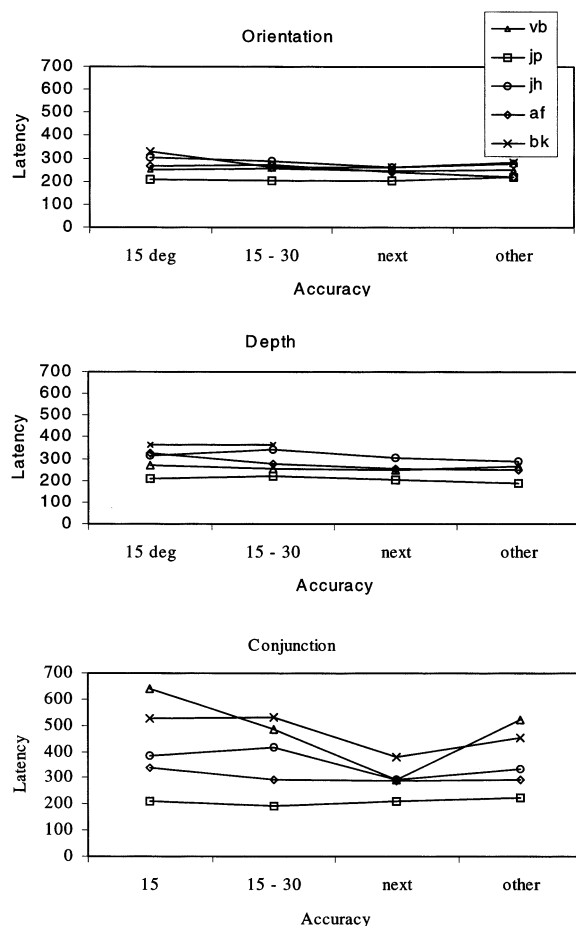 Orientation
vb
jp
jh
af
bk
Latency
700
600
500
400
300
200
100
0
15 deg 15 - 30 next other
Accuracy
Depth
Latency
700
600
500
400
300
200
100
0
15 deg 15 - 30 next other
Accuracy
Conjunction
Latency
700
600
500
400
300
200
100
0
15 15 - 30 next other
Accuracy